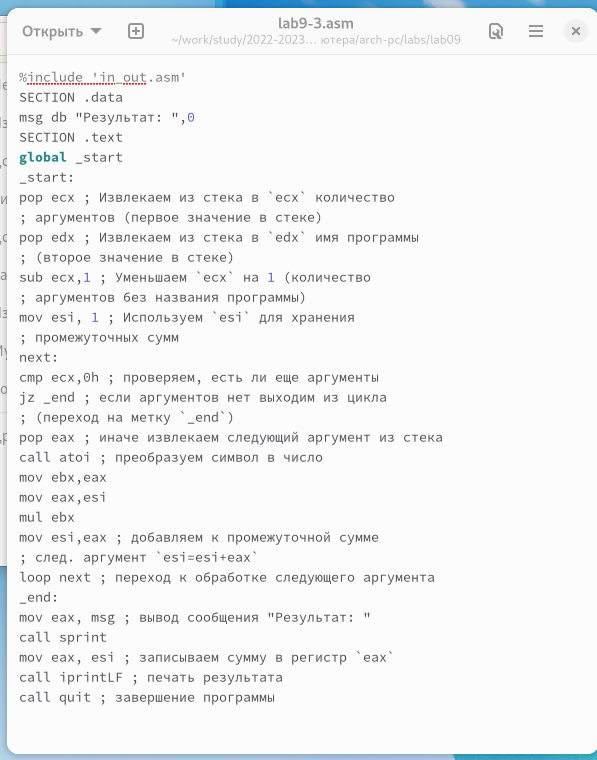 Открыть
lab9-3.asm
~/work/study/2022-2023... ютера/arch-pc/labs/lab09
%include 'in_out.asm'
SECTION .data
msg db "Результат: ",0
SECTION .text
global _start
_start:
pop ecx ; Извлекаем из стека в `ecx` количество
; аргументов (первое значение в стеке)
pop edx ; Извлекаем из стека в `edx` имя программы
; (второе значение в стеке)
sub ecx,1 ; Уменьшаем `ecx` на 1 (количество
; аргументов без названия программы)
mov esi, 1 ; Используем `esi` для хранения
; промежуточных сумм
next:
cmp ecx,0h ; проверяем, есть ли еще аргументы
jz _end ; если аргументов нет выходим из цикла
; (переход на метку `_end`)
pop eax ; иначе извлекаем следующий аргумент из стека
call atoi ; преобразуем символ в число
mov ebx,eax
mov eax,esi
mul ebx
mov esi,eax ; добавляем к промежуточной сумме
; след. аргумент `esi=esi+eax`
loop next ; переход к обработке следующего аргумента
_end:
mov eax, msg ; вывод сообщения "Результат: "
call sprint
mov eax, esi ; записываем сумму в регистр `eax`
call iprintLF ; печать результата
call quit ; завершение программы